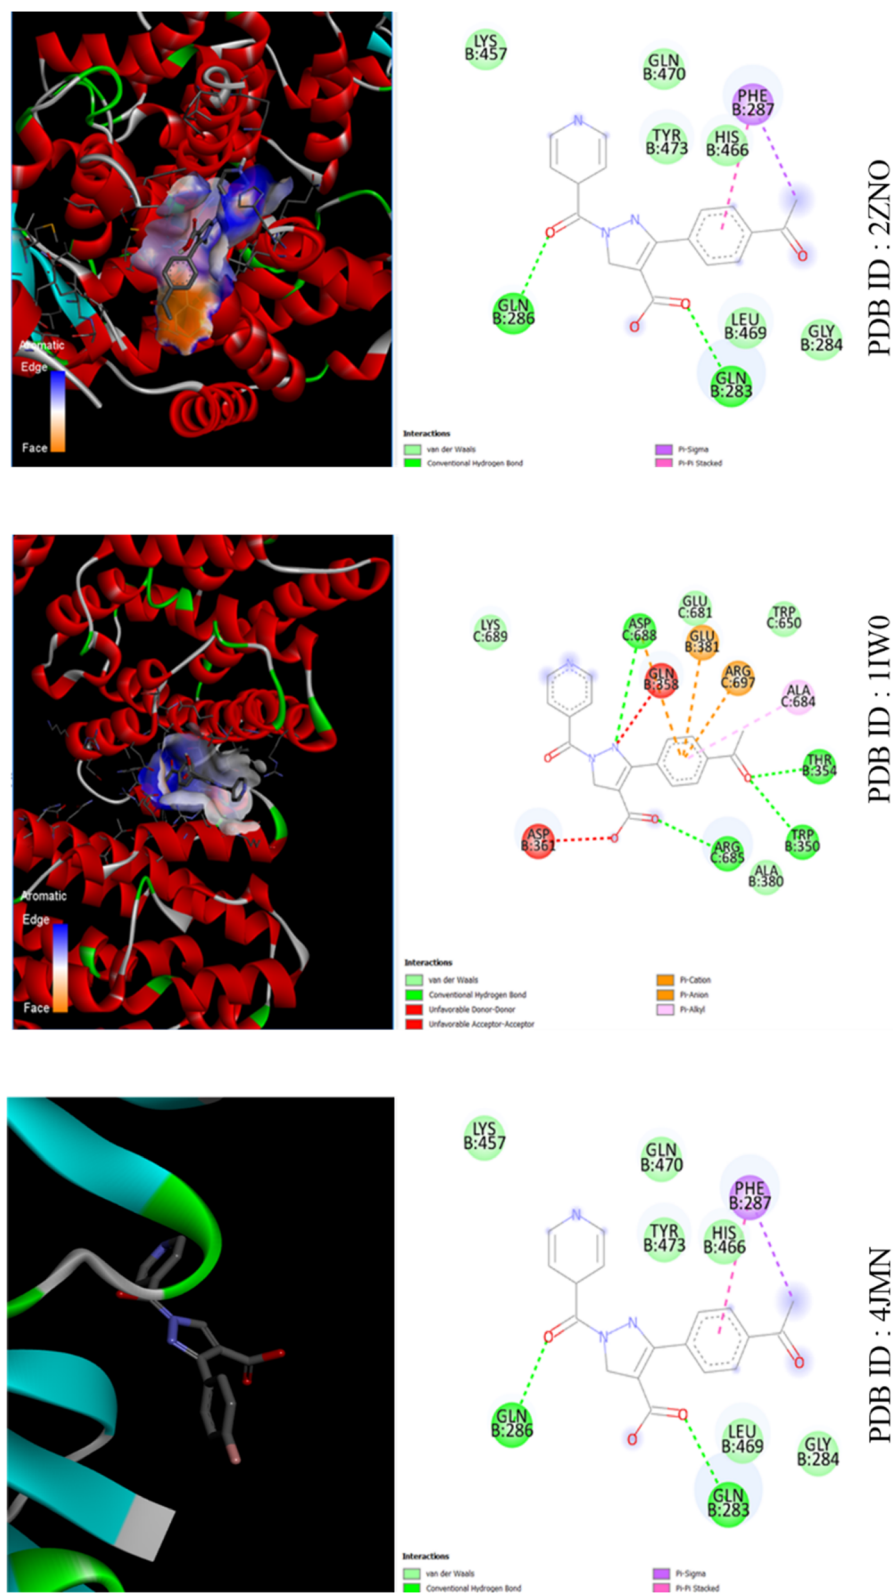 Aromatic
Edge
Face
LYS
B:457
GLN
B:470
PHE
B:287
TYR
B:473
HIS
B:466
N
N
N
O
O
O
O
GLN
B:286
LEU
B:469
GLY
B:284
GLN
B:283
Interactions
van der Waals
Conventional Hydrogen Bond
Pi-Sigma
Pi-Pi Stacked
PDB ID : 2ZNO
Aromatic
Edge
Face
LYS
C:689
ASP
C:688
GLU
C:681
GLU
B:381
TRP
C:650
GLN
B:358
ARG
C:697
ALA
C:684
N
N
N
O
O
O
O
THR
B:354
ASP
B:361
ARG
C:685
TRP
B:350
ALA
B:380
Interactions
van der Waals
Conventional Hydrogen Bond
Unfavorable Donor-Donor
Unfavorable Acceptor-Acceptor
Pi-Cation
Pi-Anion
Pi-Alkyl
PDB ID : 1IW0
LYS
B:457
GLN
B:470
PHE
B:287
TYR
B:473
HIS
B:466
N
N
N
O
O
O
O
GLN
B:286
LEU
B:469
GLY
B:284
GLN
B:283
Interactions
van der Waals
Conventional Hydrogen Bond
Pi-Sigma
Pi-Pi Stacked
PDB ID : 4JMN